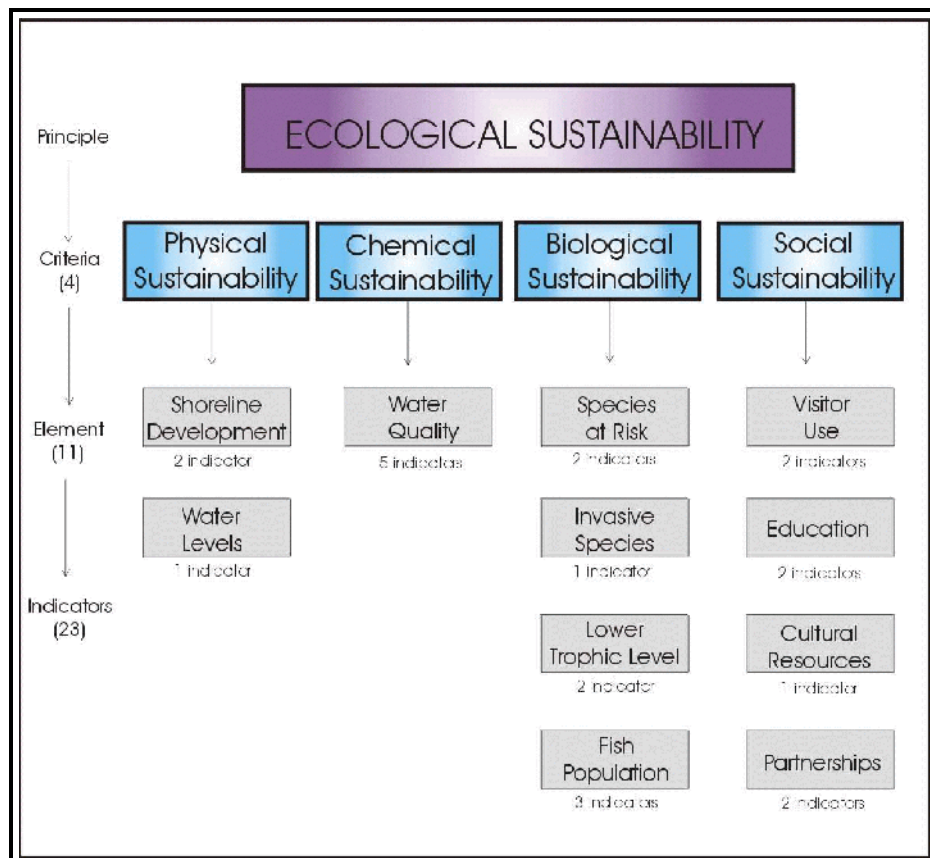 ECOLOGICAL SUSTAINABILITY
Principle
Criteria
(4)
Element
(11)
Indicators
(23)
Physical
Sustainability
Shoreline
Development
2 indicator
Water
Levels
1 indicator
Chemical
Sustainability
Water
Quality
5 indicators
Biological
Sustainability
Species
at Risk
2 indicators
Invasive
Species
1 indicator
Lower
Trophic Level
2 indicator
Fish
Population
3 indicators
Social
Sustainability
Visitor
Use
2 indicators
Education
2 indicators
Cultural
Resources
1 indicator
Partnerships
2 indicators